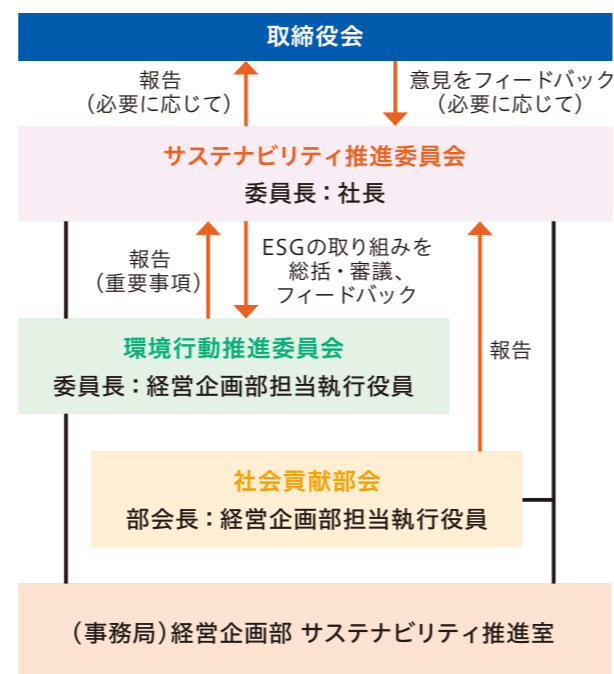 取締役会
報告
（必要に応じて）
意見をフィードバック
（必要に応じて）
サステナビリティ推進委員会
委員長：社長
報告
（重要事項）
ESGの取り組みを
総括・審議、
フィードバック
環境行動推進委員会
委員長：経営企画部担当執行役員
報告
社会貢献部会
部会長：経営企画部担当執行役員
（事務局）経営企画部 サステナビリティ推進室